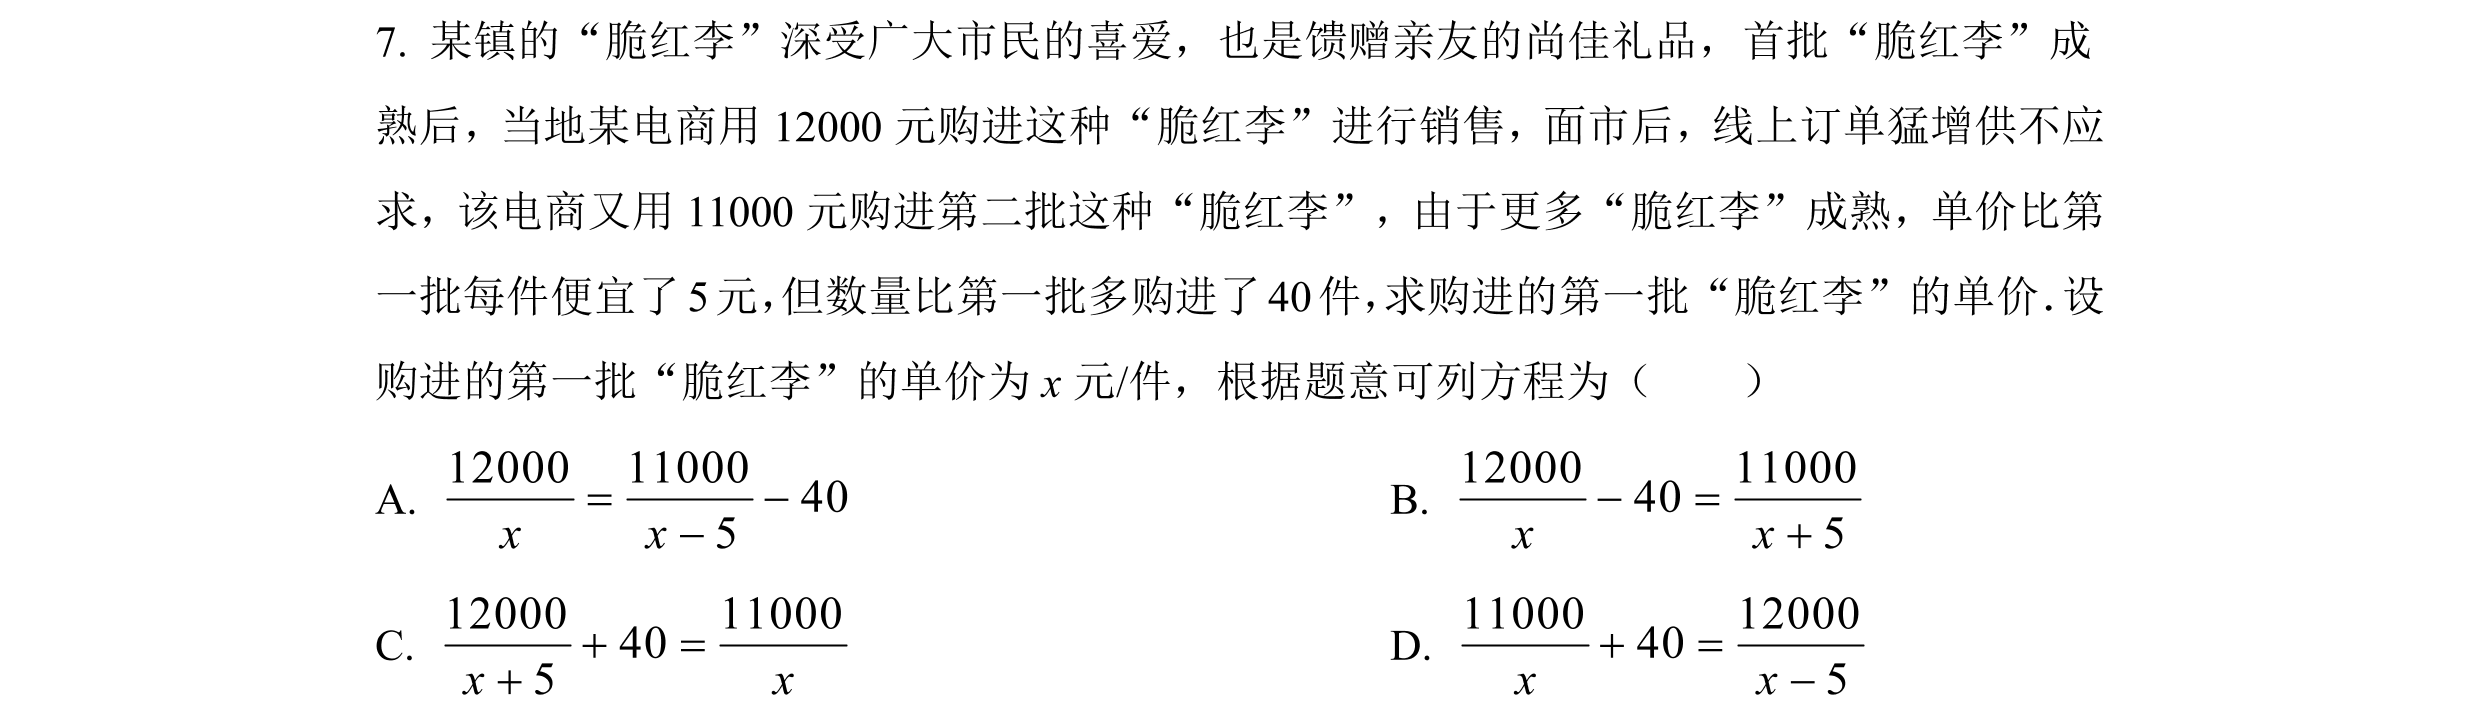 7. 某镇的“脆红李”深受广大市民的喜爱，也是馈赠亲友的尚佳礼品，首批“脆红李”成
熟后，当地某电商用 12000 元购进这种“脆红李”进行销售，面市后，线上订单猛增供不应
求，该电商又用 11000 元购进第二批这种“脆红李”，由于更多“脆红李”成熟，单价比第
一批每件便宜了 5 元，但数量比第一批多购进了 40 件，求购进的第一批“脆红李”的单价．设
购进的第一批“脆红李”的单价为 x 元/件，根据题意可列方程为（　　）
A. 12000/x = 11000/(x − 5) − 40  B. 12000/x − 40 = 11000/(x + 5)
C. 12000/(x + 5) + 40 = 11000/x  D. 11000/x + 40 = 12000/(x − 5)